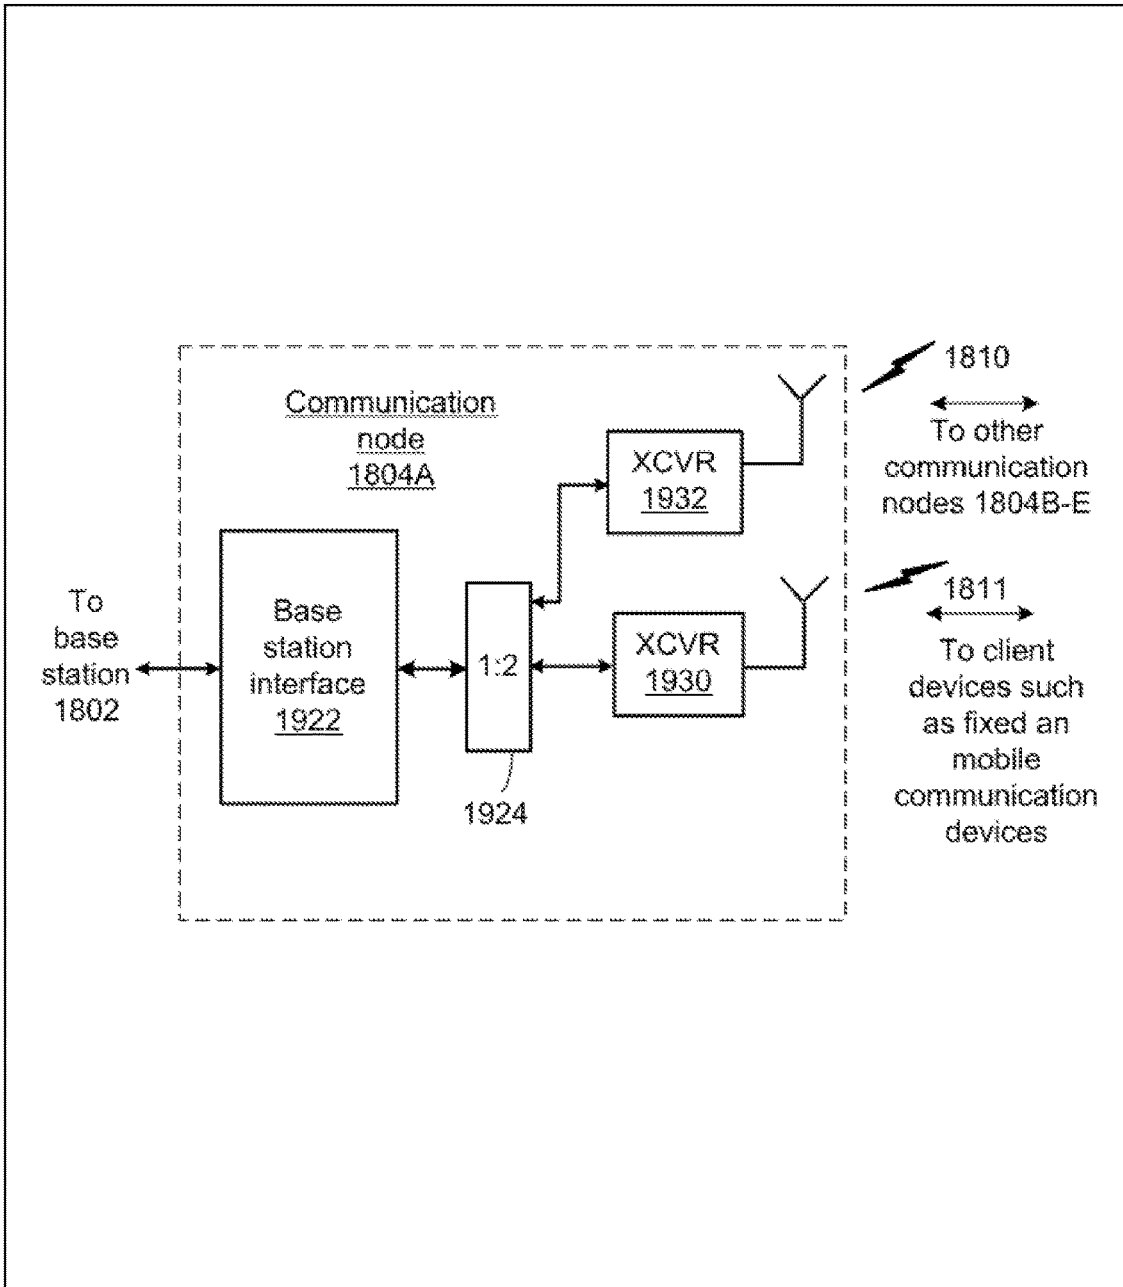 Communication
node
1804A
XCVR
1932
1810
To other
communication
nodes 1804B-E
To
base
station
1802
Base
station
interface
1922
1:2
1924
XCVR
1930
1811
To client
devices such
as fixed an
mobile
communication
devices